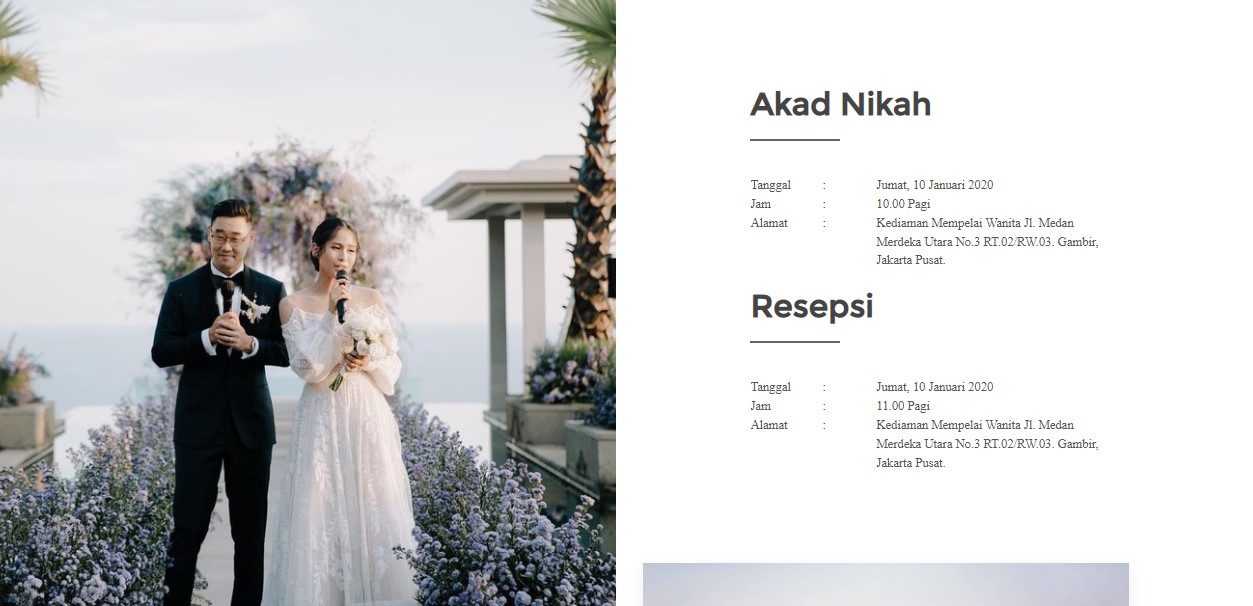 Akad Nikah
Tanggal : Jumat, 10 Januari 2020
Jam : 10.00 Pagi
Alamat : Kediaman Mempelai Wanita Jl. Medan
Merdeka Utara No.3 RT.02/RW.03. Gambir,
Jakarta Pusat.
Resepsi
Tanggal : Jumat, 10 Januari 2020
Jam : 11.00 Pagi
Alamat : Kediaman Mempelai Wanita Jl. Medan
Merdeka Utara No.3 RT.02/RW.03. Gambir,
Jakarta Pusat.